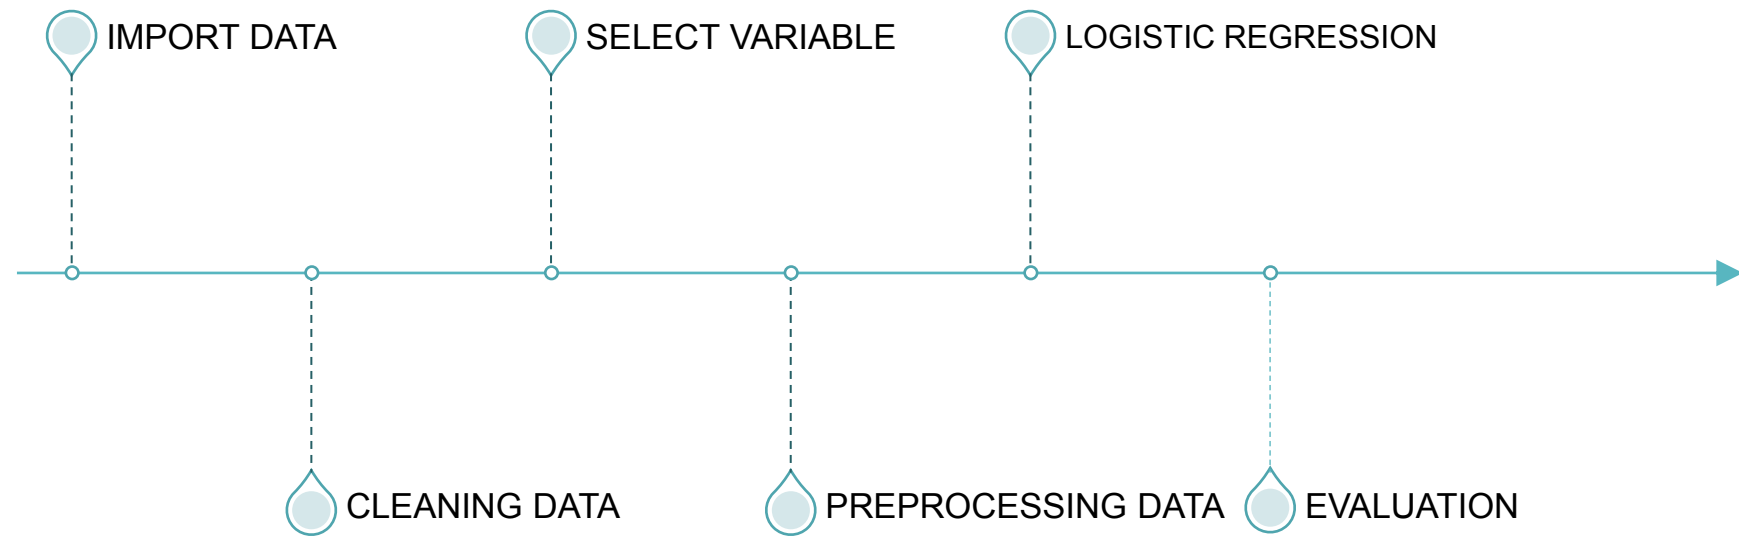 IMPORT DATA
SELECT VARIABLE
LOGISTIC REGRESSION
CLEANING DATA
PREPROCESSING DATA
EVALUATION